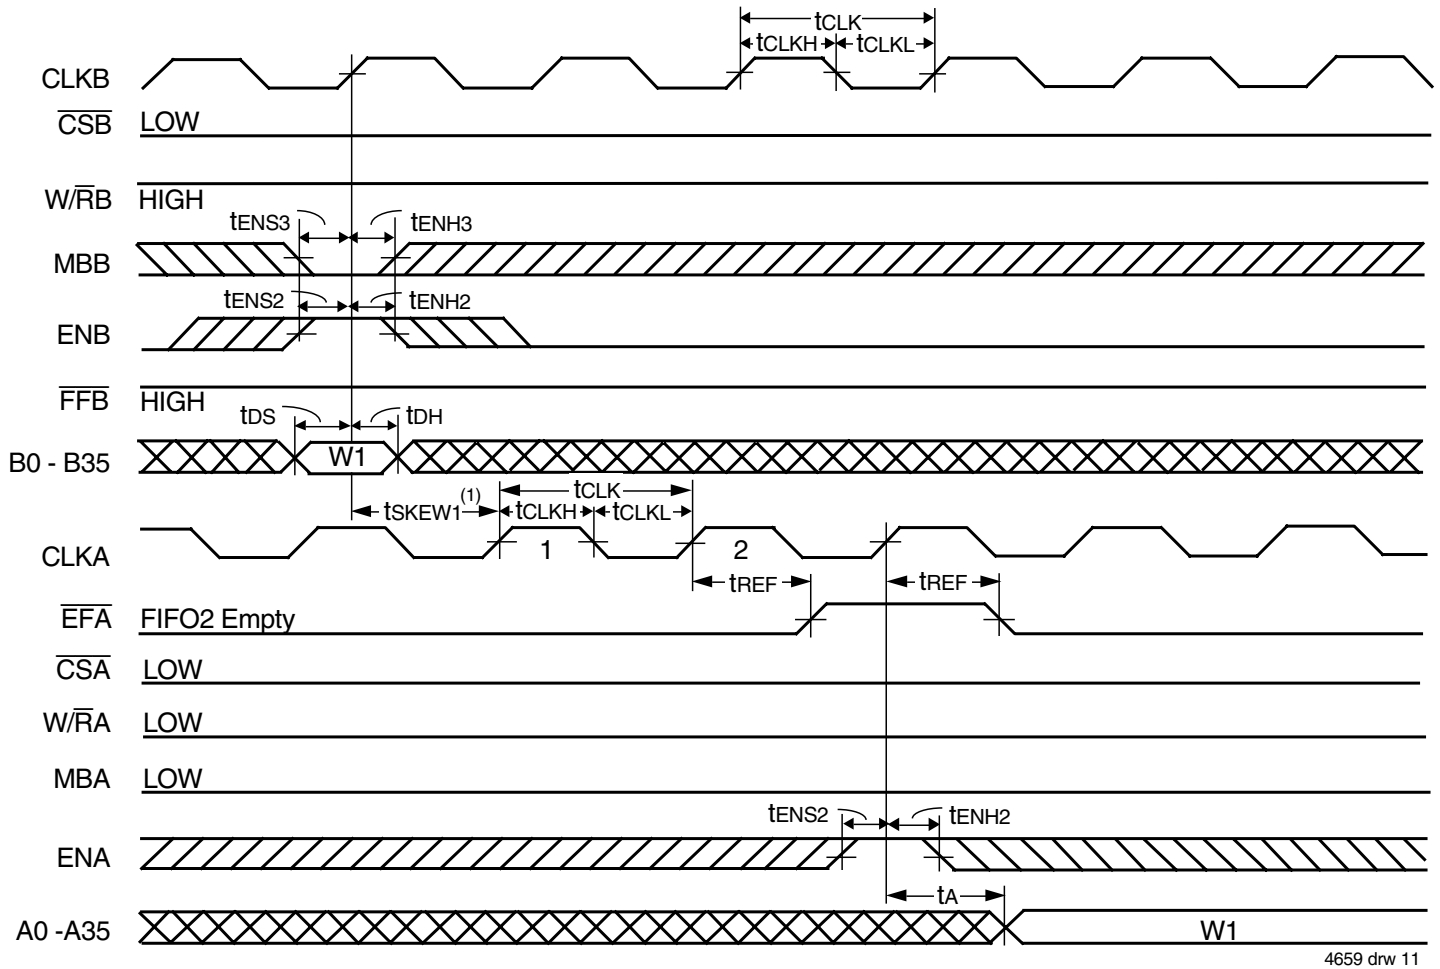 tCLK
tCLKH tCLKL
CLKB
CSB LOW
W/RB HIGH
tENS3 tENH3
MBB
tENS2 tENH2
ENB
FFB HIGH
tDS tDH
B0 - B35 W1
tSKEW1(1) tCLK
tCLKH tCLKL
CLKA 1 2
tREF tREF
EFA FIFO2 Empty
CSA LOW
W/RA LOW
MBA LOW
tENS2 tENH2
ENA
tA
A0 -A35 W1
4659 drw 11